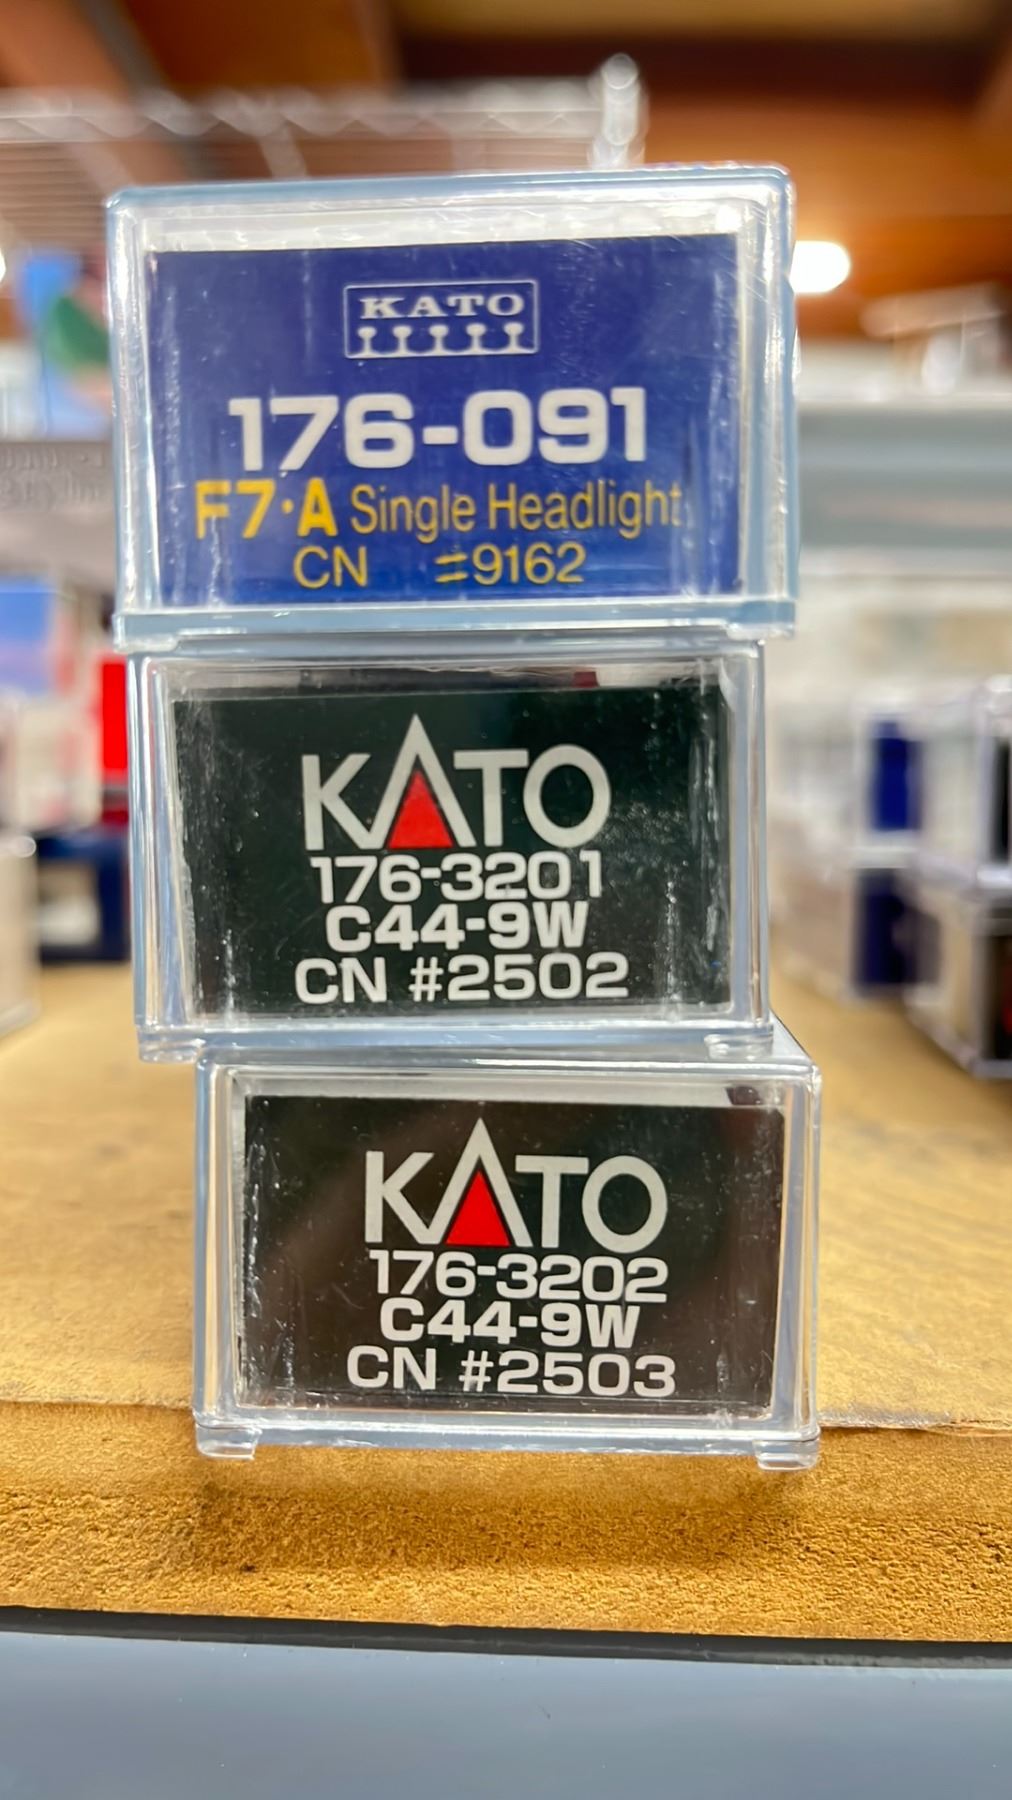 KATO
176-091
F7·A Single Headlight
CN =9162
KATO
176-3201
C44-9W
CN #2502
KATO
176-3202
C44-9W
CN #2503